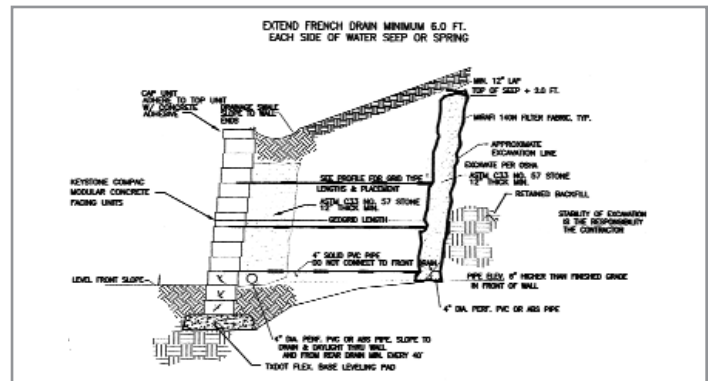 EXTEND FRENCH DRAIN MINIMUM 5.0 FT.
EACH SIDE OF WATER SEEP OR SPRING
MIN. 12" LAP
TOP OF SEEP + 3.0 FT.
CAP UNIT
ADHERE TO TOP UNIT
W/ CONCRETE
ADHESIVE
DRAINAGE SWALE
SLOPE TO WALL
ENDS
MIRAFI 140N FILTER FABRIC, TYP.
APPROXIMATE
EXCAVATION LINE
EXCAVATE PER OSHA
SEE PROFILE FOR GRID TYPE
LENGTHS & PLACEMENT
ASTM C33 NO. 57 STONE
12" THICK MIN.
KEYSTONE COMPAC
MODULAR CONCRETE
FACING UNITS
ASTM C33 NO. 57 STONE
12" THICK MIN.
RETAINED BACKFILL
GEOGRID LENGTH
STABILITY OF EXCAVATION
IS THE RESPONSIBILITY
THE CONTRACTOR
4" SOLID PVC PIPE
DO NOT CONNECT TO FRONT DRAIN
LEVEL FRONT SLOPE
PIPE ELEV. 6" HIGHER THAN FINISHED GRADE
IN FRONT OF WALL
4" DIA. PERF. PVC OR ABS PIPE
4" DIA. PERF. PVC OR ABS PIPE, SLOPE TO
DRAIN & DAYLIGHT THRU WALL
AND FROM REAR DRAIN MIN. EVERY 40'
TXDOT FLEX. BASE LEVELING PAD